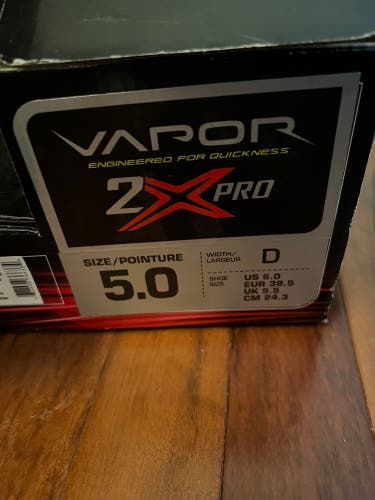 VAPOR
ENGINEERED FOR QUICKNESS
2X PRO
SIZE/POINTURE
5.0
WIDTH/
LARGEUR
D
SHOE
SIZE
US 6.0
EUR 38.5
UK 5.5
CM 24.3